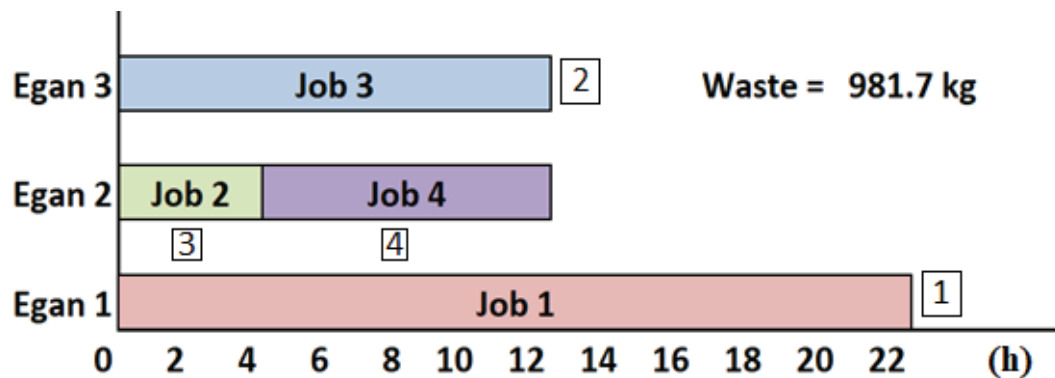 Egan 3 Job 3 2 Waste = 981.7 kg
Egan 2 Job 2 Job 4
3 4
Egan 1 Job 1 1
0 2 4 6 8 10 12 14 16 18 20 22 (h)